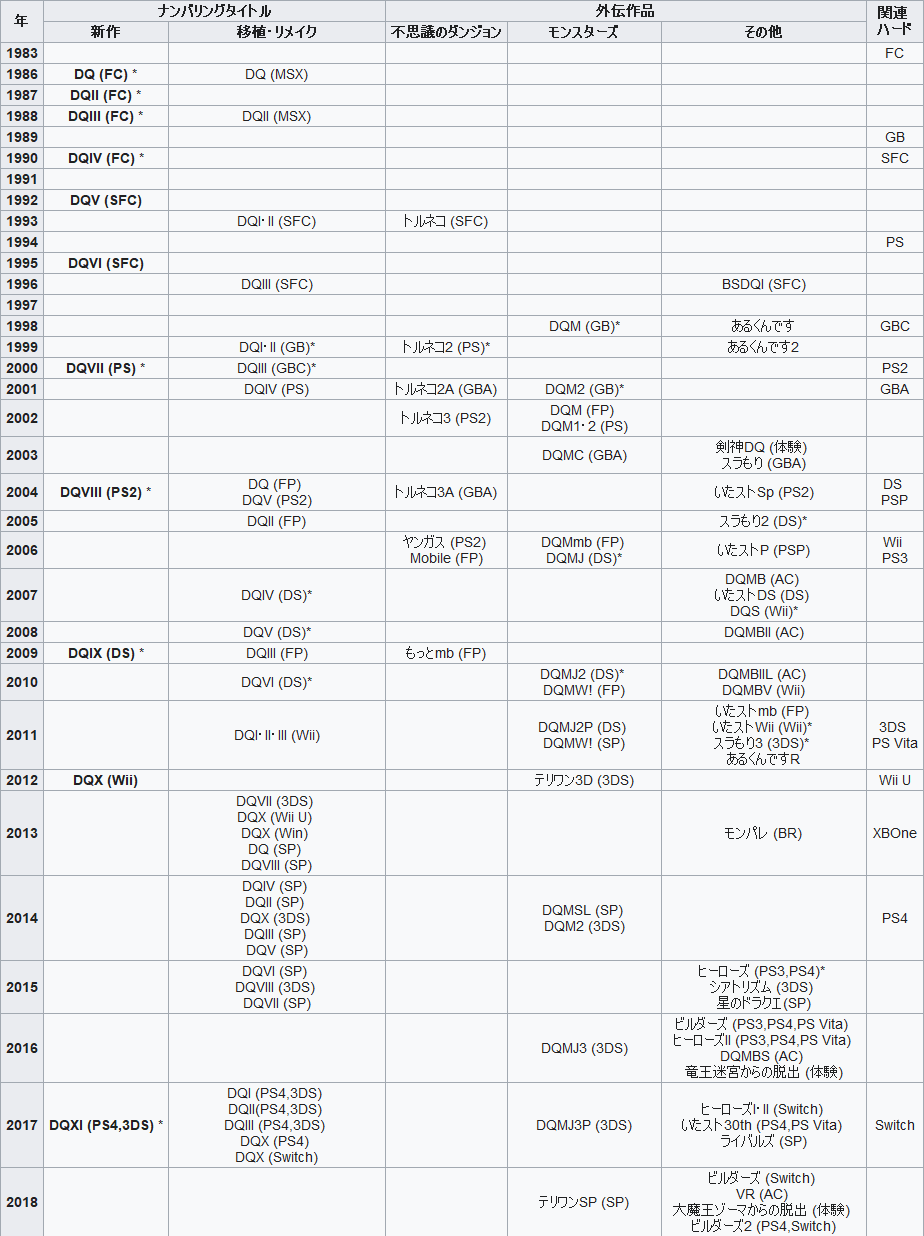 年 ナンバリングタイトル 外伝作品 関連ハード
新作 移植・リメイク 不思議のダンジョン モンスターズ その他
1983 FC
1986 DQ (FC) * DQ (MSX)
1987 DQII (FC) *
1988 DQIII (FC) * DQII (MSX)
1989 GB
1990 DQIV (FC) * SFC
1991
1992 DQV (SFC)
1993 DQI・II (SFC) トルネコ (SFC)
1994 PS
1995 DQVI (SFC)
1996 DQIII (SFC) BSDQI (SFC)
1997
1998 DQM (GB)* あるくんです GBC
1999 DQI・II (GB)* トルネコ2 (PS)* あるくんです2
2000 DQVII (PS) * DQIII (GBC)* PS2
2001 DQIV (PS) トルネコ2A (GBA) DQM2 (GB)* GBA
2002 トルネコ3 (PS2) DQM (FP)
DQM1・2 (PS)
2003 DQMC (GBA) 剣神DQ (体験)
スラもり (GBA)
2004 DQVIII (PS2) * DQ (FP)
DQV (PS2) トルネコ3A (GBA) いたストSp (PS2) DS
PSP
2005 DQII (FP) スラもり2 (DS)*
2006 ヤンガス (PS2)
Mobile (FP) DQMmb (FP)
DQMJ (DS)* いたストP (PSP) Wii
PS3
2007 DQIV (DS)* DQMB (AC)
いたストDS (DS)
DQS (Wii)*
2008 DQV (DS)* DQMBII (AC)
2009 DQIX (DS) * DQIII (FP) もっとmb (FP)
2010 DQVI (DS)* DQMJ2 (DS)*
DQMW! (FP) DQMBIIL (AC)
DQMBV (Wii)
2011 DQI・II・III (Wii) DQMJ2P (DS)
DQMW! (SP) いたストmb (FP)
いたストWii (Wii)*
スラもり3 (3DS)*
あるくんですR 3DS
PS Vita
2012 DQX (Wii) テリワン3D (3DS) Wii U
2013 DQVII (3DS)
DQX (Wii U)
DQX (Win)
DQ (SP)
DQVIII (SP) モンパレ (BR) XBOne
2014 DQIV (SP)
DQII (SP)
DQX (3DS)
DQIII (SP)
DQV (SP) DQMSL (SP)
DQM2 (3DS) PS4
2015 DQVI (SP)
DQVIII (3DS)
DQVII (SP) ヒーローズ (PS3,PS4)*
シアトリズム (3DS)
星のドラクエ(SP)
2016 DQMJ3 (3DS) ビルダーズ (PS3,PS4,PS Vita)
ヒーローズII (PS3,PS4,PS Vita)
DQMBS (AC)
竜王迷宮からの脱出 (体験)
2017 DQXI (PS4,3DS) * DQI (PS4,3DS)
DQII(PS4,3DS)
DQIII (PS4,3DS)
DQX (PS4)
DQX (Switch) DQMJ3P (3DS) ヒーローズI・II (Switch)
いたスト30th (PS4,PS Vita)
ライバルズ (SP) Switch
2018 テリワンSP (SP) ビルダーズ (Switch)
VR (AC)
大魔王ゾーマからの脱出 (体験)
ビルダーズ2 (PS4,Switch)